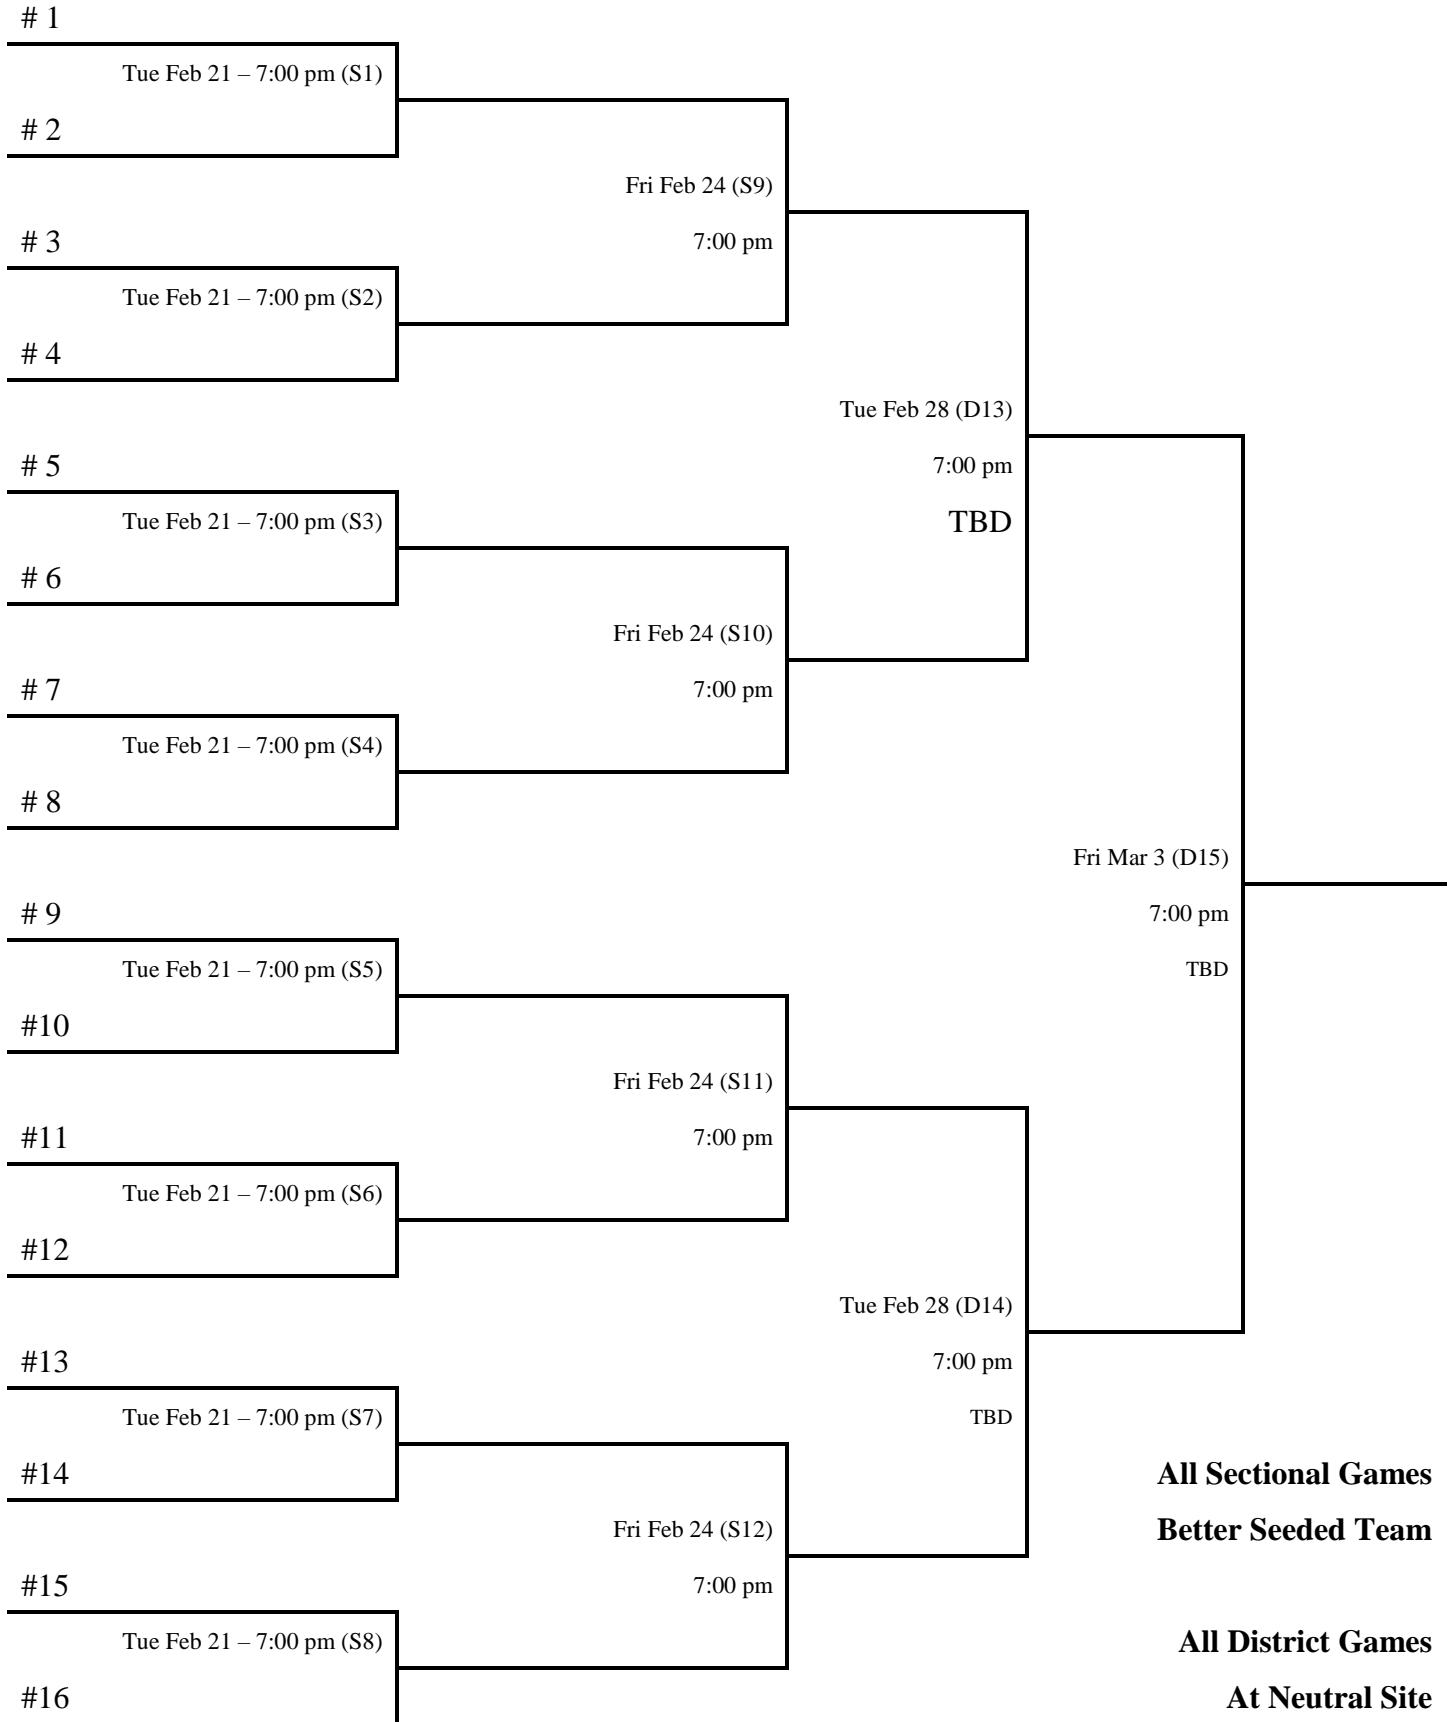 # 1
Tue Feb 21 – 7:00 pm (S1)
# 2
Fri Feb 24 (S9)
# 3
7:00 pm
Tue Feb 21 – 7:00 pm (S2)
# 4
Tue Feb 28 (D13)
# 5
7:00 pm
Tue Feb 21 – 7:00 pm (S3)
TBD
# 6
Fri Feb 24 (S10)
# 7
7:00 pm
Tue Feb 21 – 7:00 pm (S4)
# 8
Fri Mar 3 (D15)
# 9
7:00 pm
Tue Feb 21 – 7:00 pm (S5)
TBD
#10
Fri Feb 24 (S11)
#11
7:00 pm
Tue Feb 21 – 7:00 pm (S6)
#12
Tue Feb 28 (D14)
#13
7:00 pm
Tue Feb 21 – 7:00 pm (S7)
TBD
#14
All Sectional Games
Fri Feb 24 (S12)
Better Seeded Team
#15
7:00 pm
Tue Feb 21 – 7:00 pm (S8)
All District Games
#16
At Neutral Site